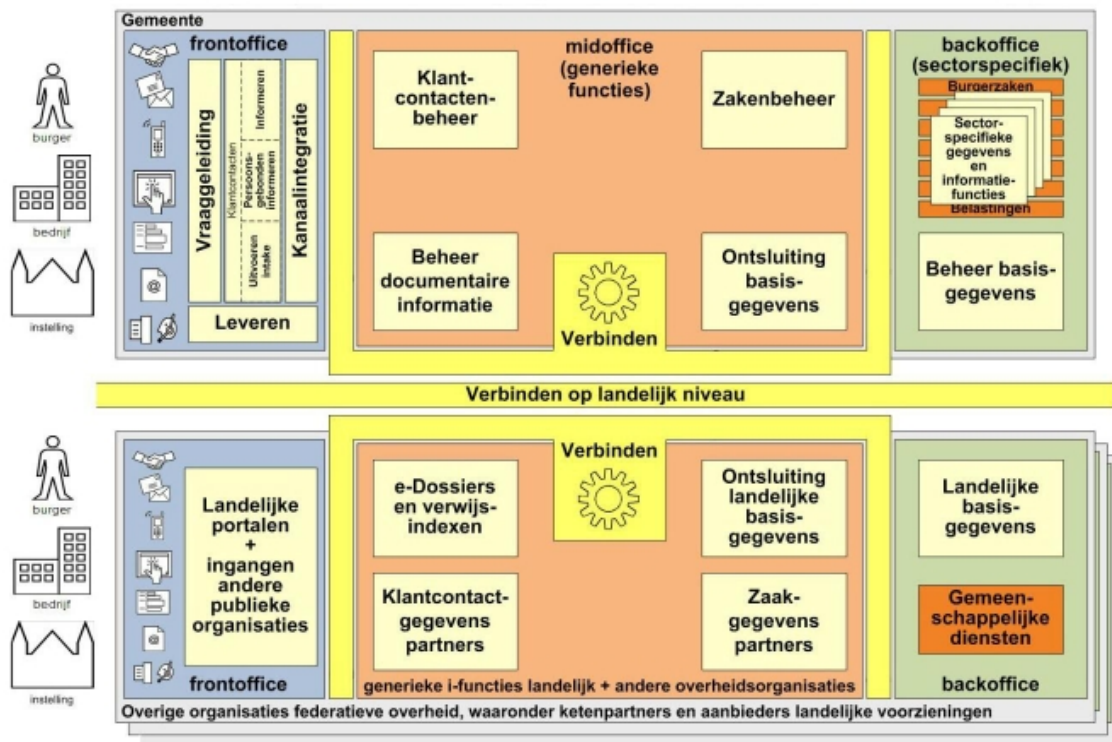 Gemeente
burger
bedrijf
instelling
frontoffice
Vraaggeleiding
Klantcontacten
Informeren
Persoons-
gebonden
informeren
Uitvoeren
intake
Kanaalintegratie
Leveren
midoffice
(generieke
functies)
Klant-
contacten-
beheer
Zakenbeheer
Beheer
documentaire
informatie
Verbinden
Ontsluiting
basis-
gegevens
backoffice
(sectorspecifiek)
Burgerzaken
Sector-
specifieke
gegevens
en
informatie-
functies
Belastingen
Beheer basis-
gegevens
Verbinden op landelijk niveau
burger
bedrijf
instelling
Landelijke
portalen
+
ingangen
andere
publieke
organisaties
frontoffice
Verbinden
e-Dossiers
en verwijs-
indexen
Ontsluiting
landelijke
basis-
gegevens
Klantcontact-
gegevens
partners
Zaak-
gegevens
partners
generieke i-functies landelijk + andere overheidsorganisaties
Landelijke
basis-
gegevens
Gemeen-
schappelijke
diensten
backoffice
Overige organisaties federatieve overheid, waaronder ketenpartners en aanbieders landelijke voorzieningen